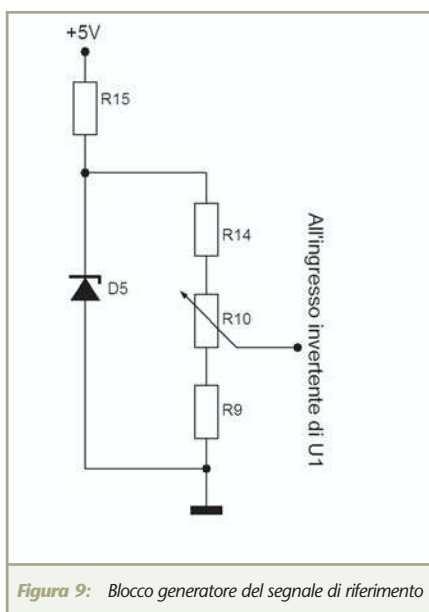 +5V
R15
R14
D5
R10
R9
All'ingresso invertente di U1
Figura 9: Blocco generatore del segnale di riferimento